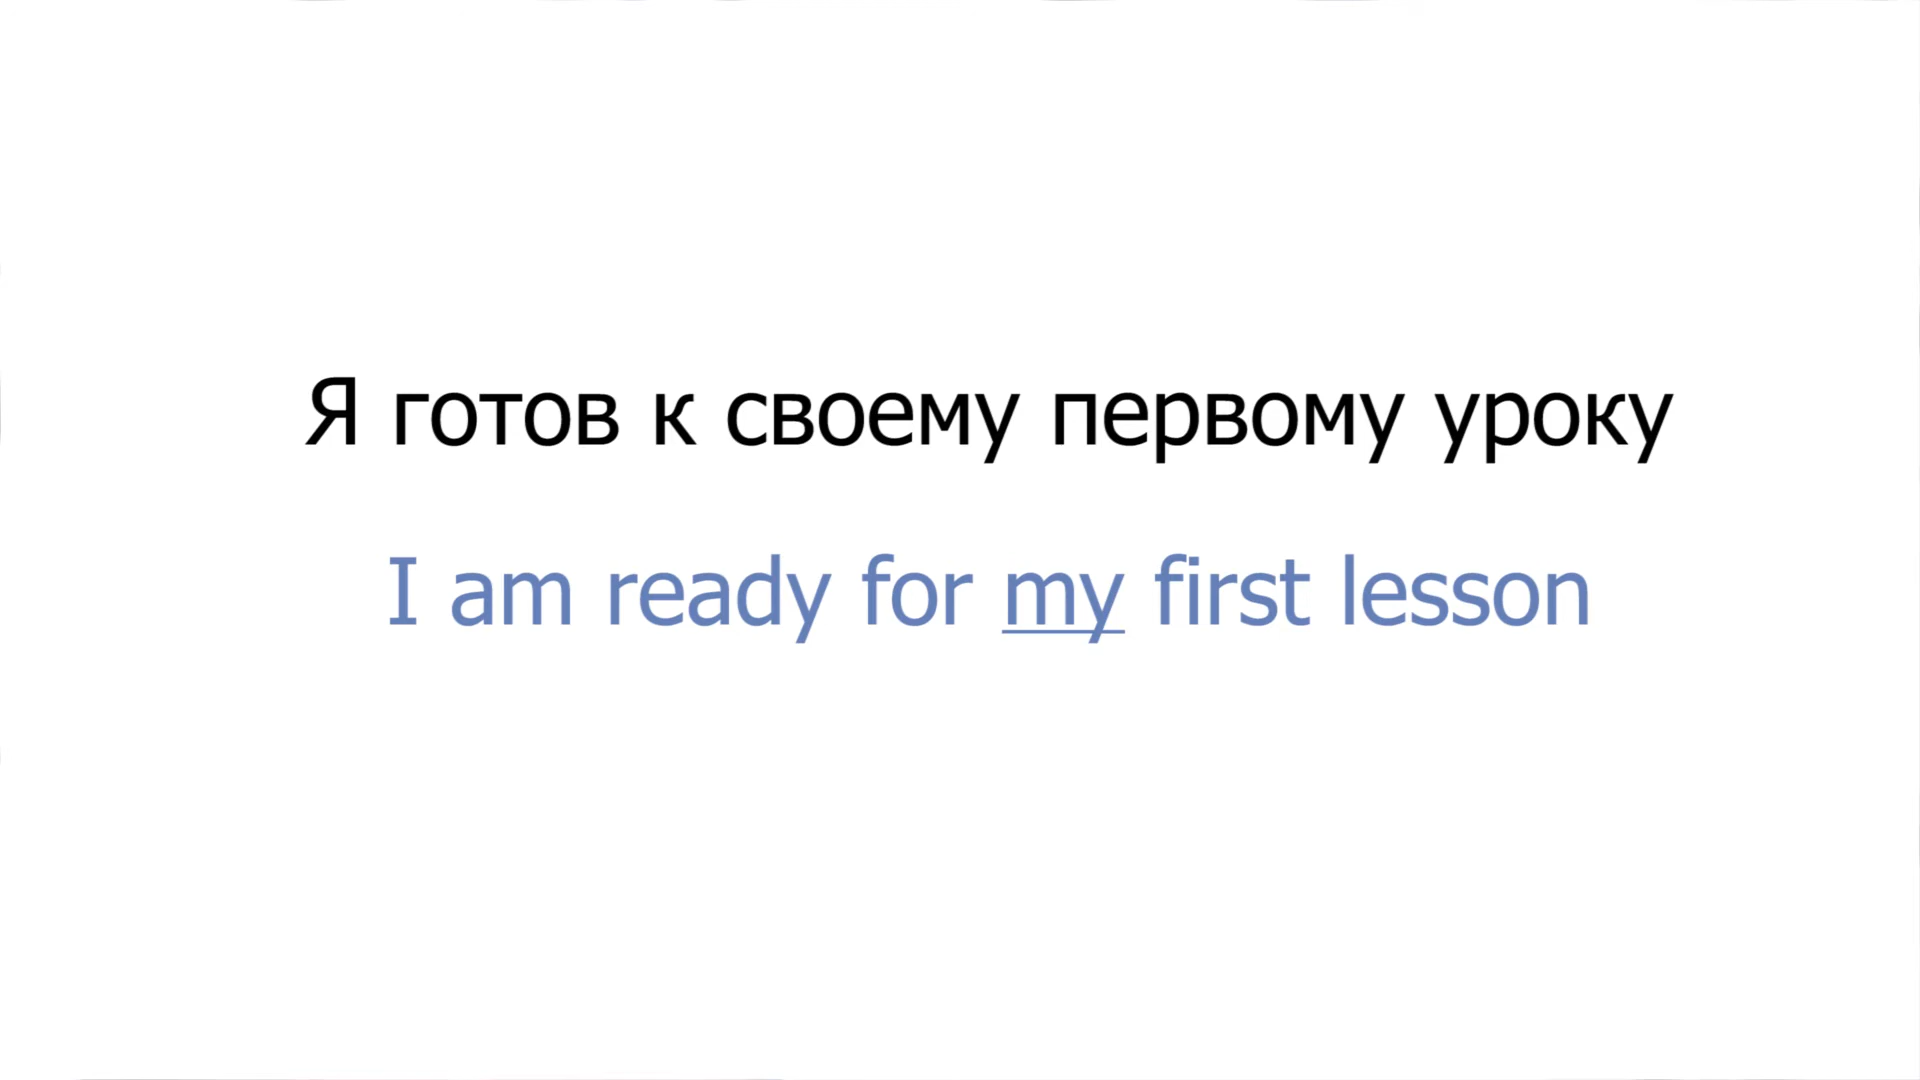 Я готов к своему первому уроку
I am ready for my first lesson